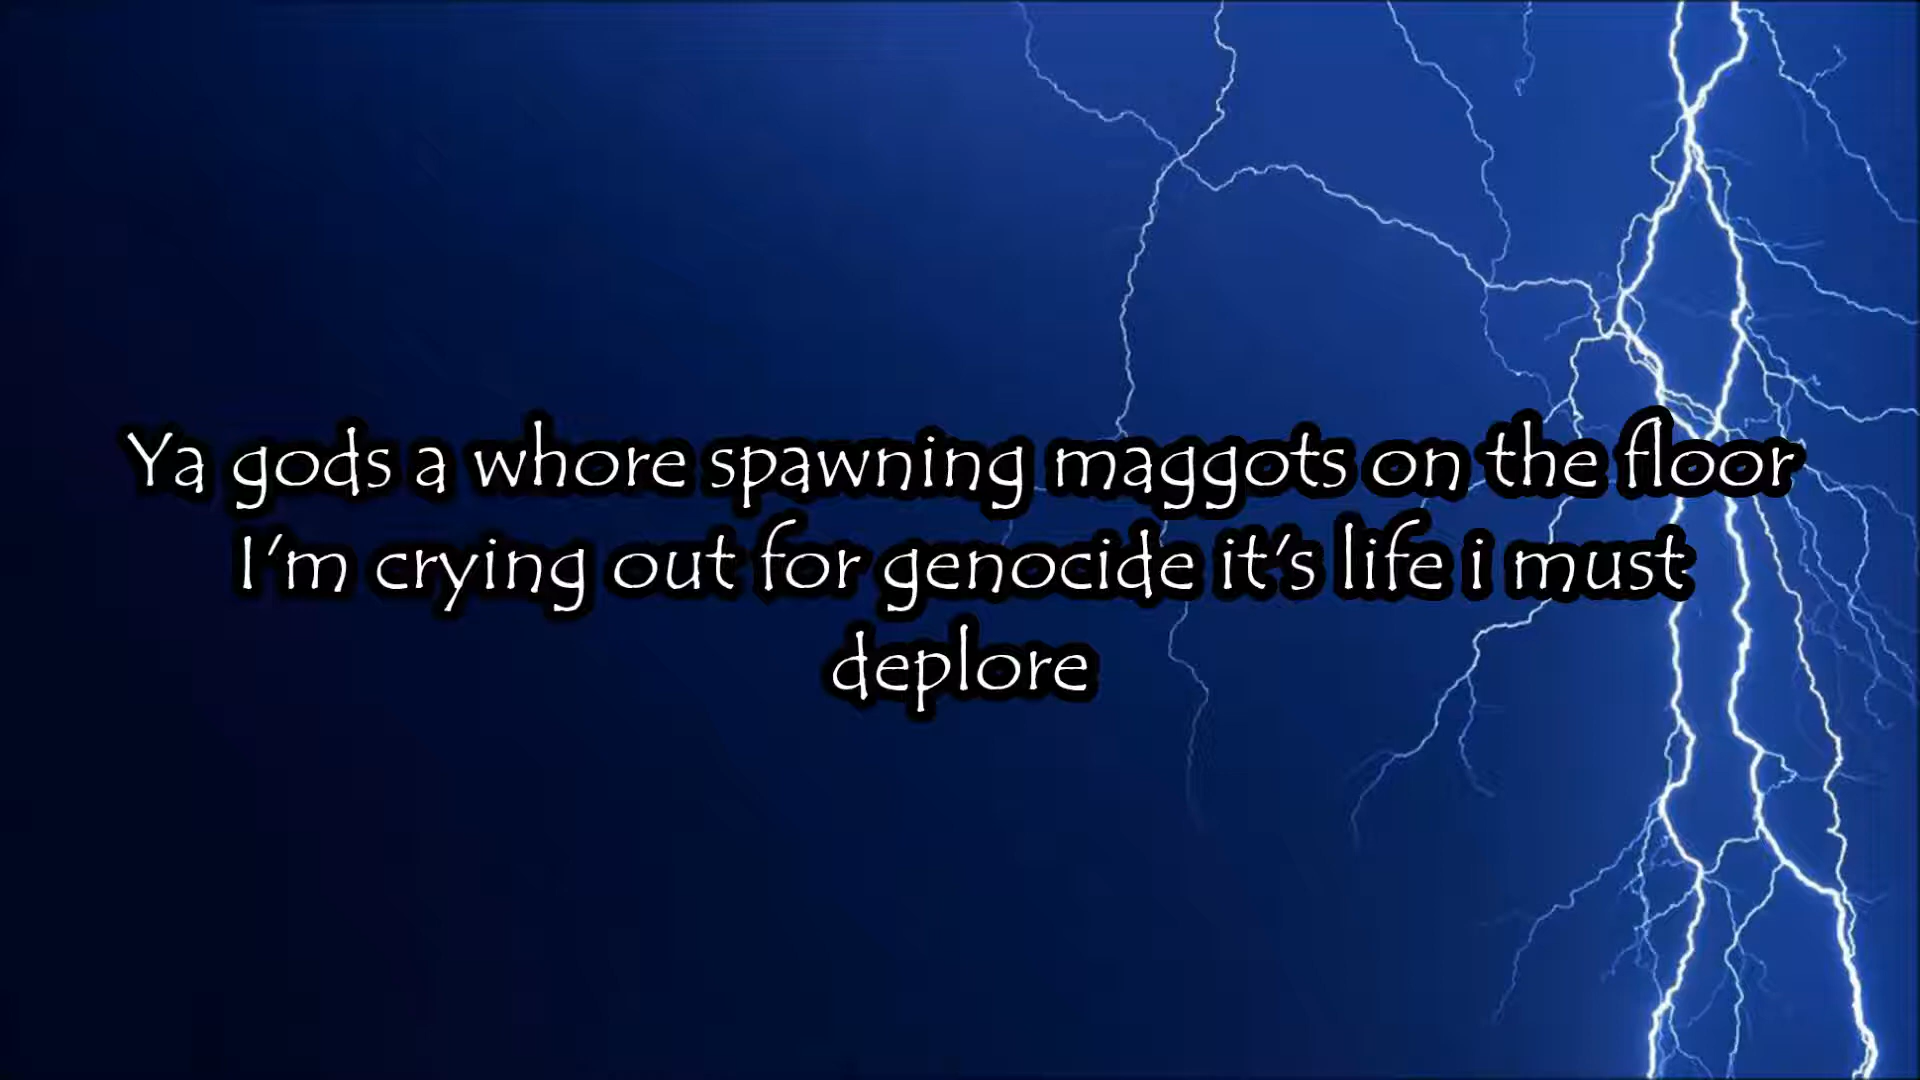 Ya gods a whore spawning maggots on the floor
I'm crying out for genocide it's life i must
deplore